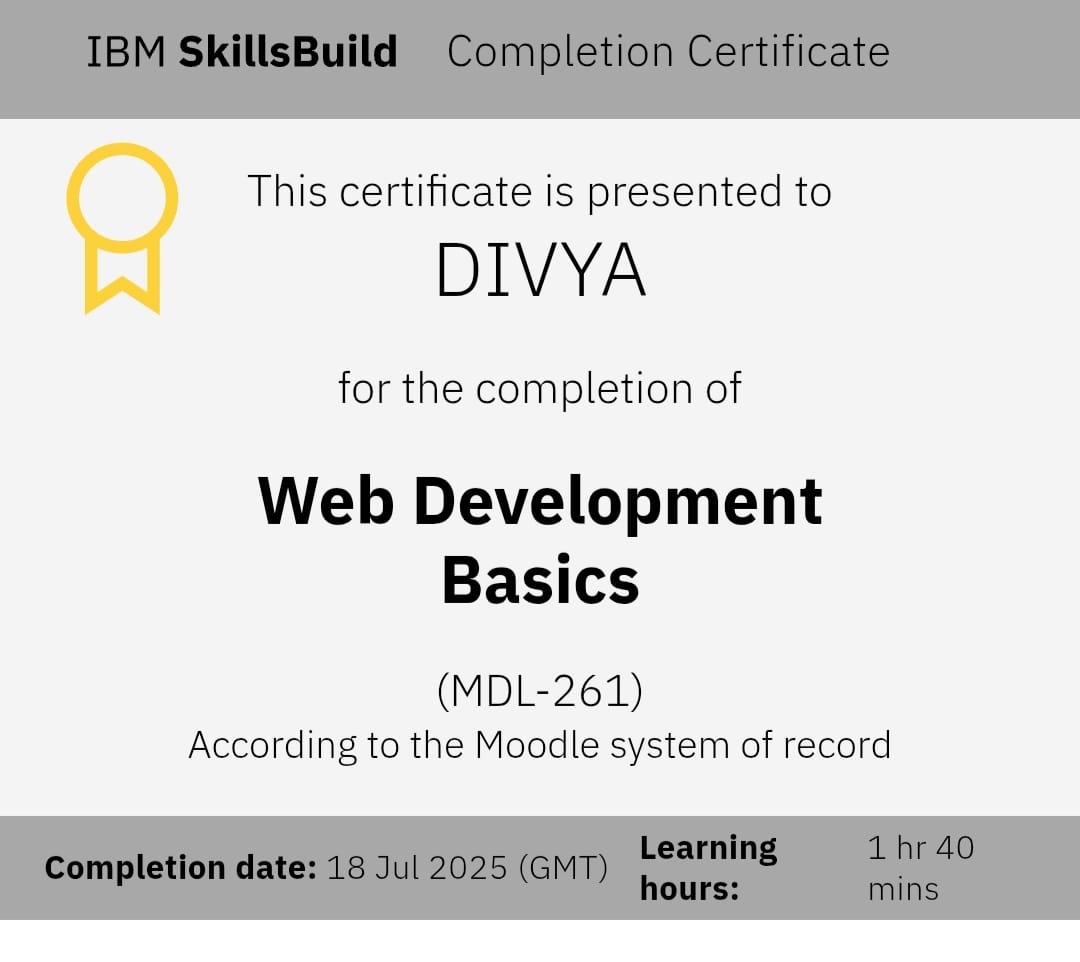 IBM SkillsBuild Completion Certificate
This certificate is presented to
DIVYA
for the completion of
Web Development
Basics
(MDL-261)
According to the Moodle system of record
Completion date: 18 Jul 2025 (GMT)
Learning
hours:
1 hr 40
mins